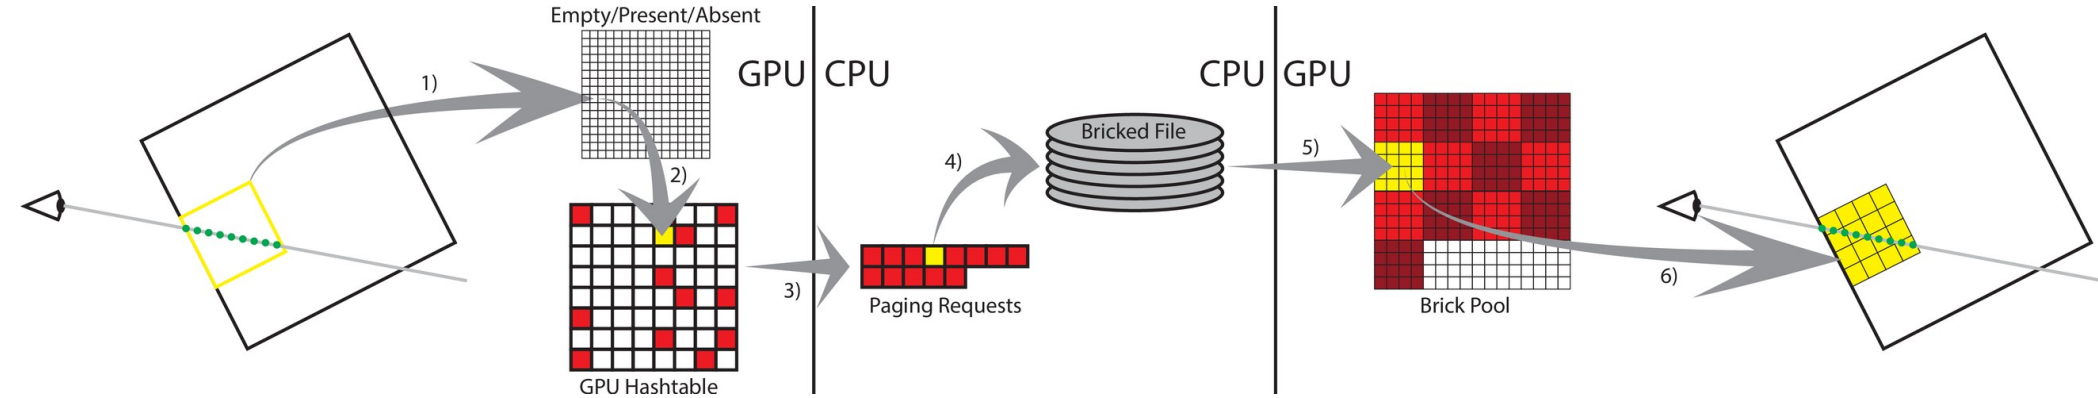 Empty/Present/Absent
1)
GPU CPU
CPU GPU
Bricked File
2)
4)
5)
3)
6)
Paging Requests
Brick Pool
GPU Hashtable